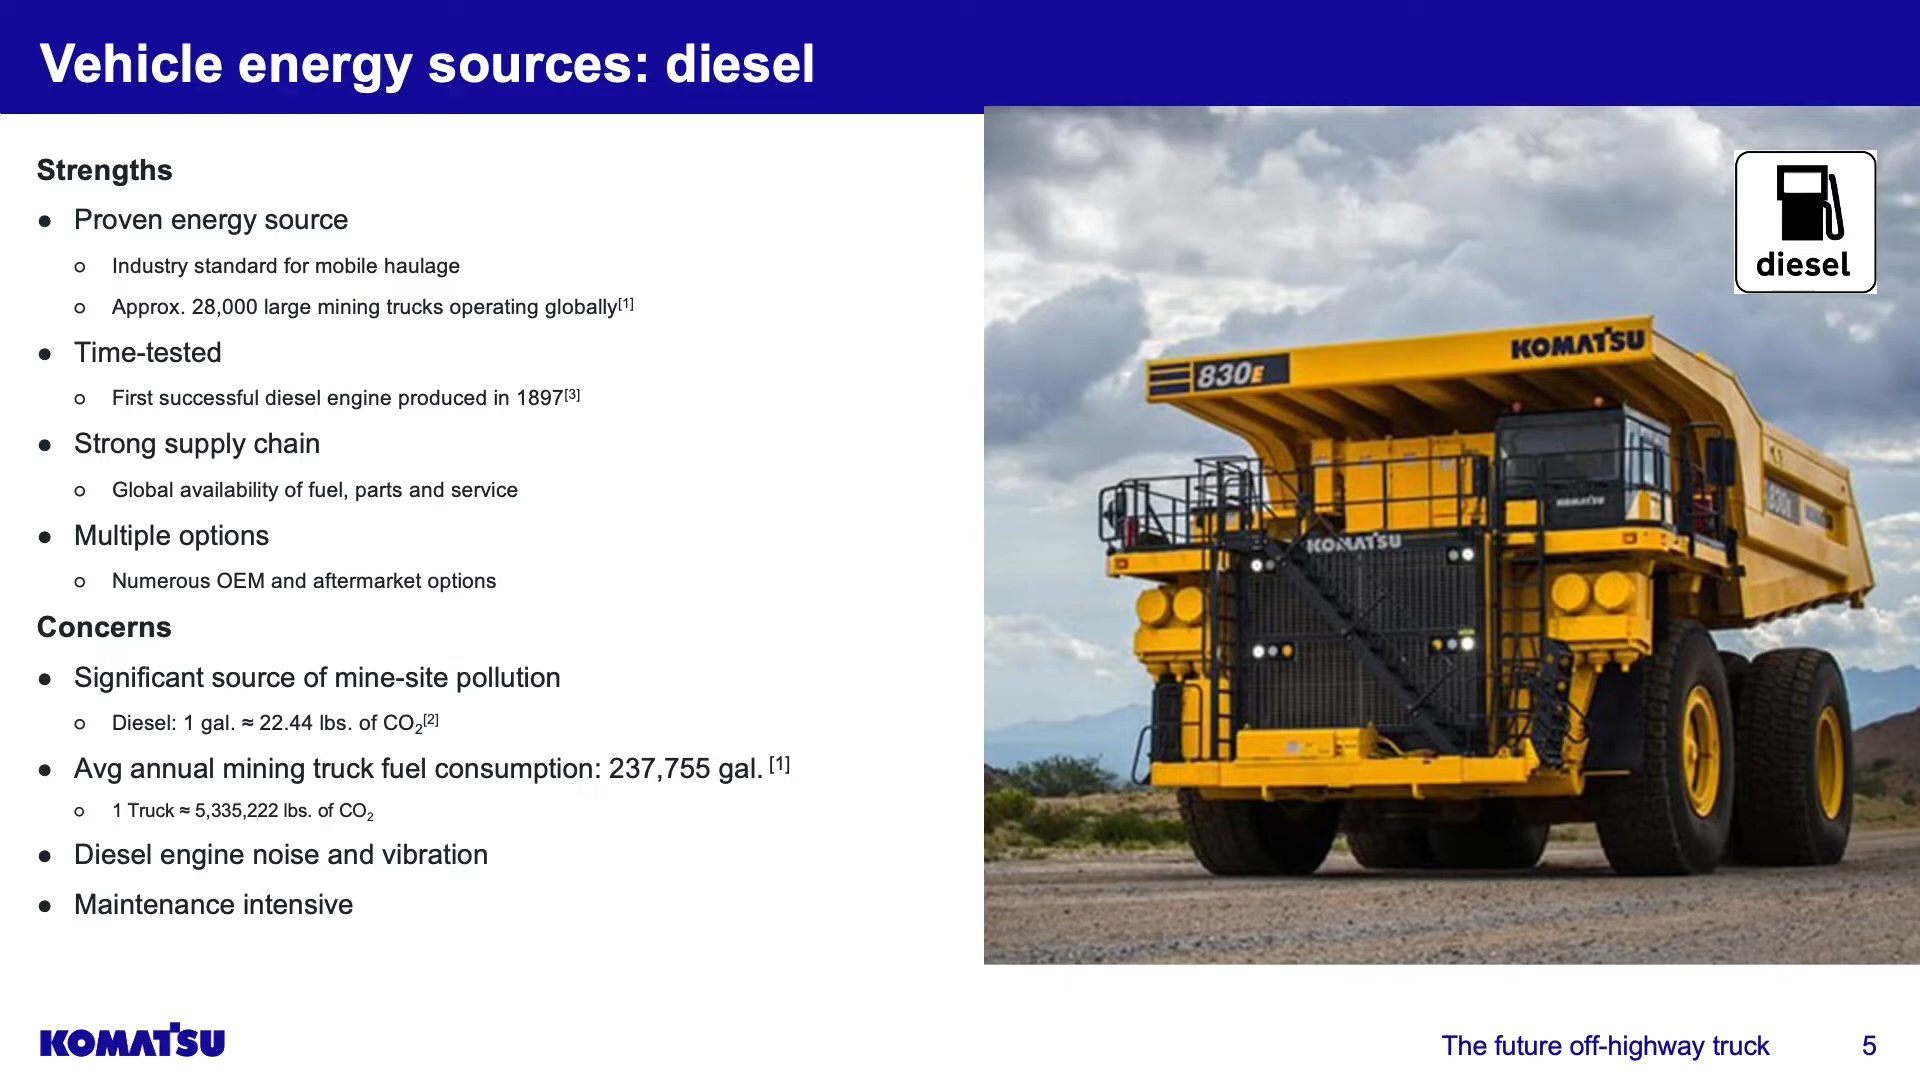 Vehicle energy sources: diesel
Strengths
● Proven energy source
○ Industry standard for mobile haulage
○ Approx. 28,000 large mining trucks operating globally[1]
● Time-tested
○ First successful diesel engine produced in 1897[3]
● Strong supply chain
○ Global availability of fuel, parts and service
● Multiple options
○ Numerous OEM and aftermarket options
Concerns
● Significant source of mine-site pollution
○ Diesel: 1 gal. ≈ 22.44 lbs. of CO2[2]
● Avg annual mining truck fuel consumption: 237,755 gal. [1]
○ 1 Truck ≈ 5,335,222 lbs. of CO2
● Diesel engine noise and vibration
● Maintenance intensive
diesel
KOMATSU
830E
KOMATSU
KOMATSU
KOMATSU
The future off-highway truck
5